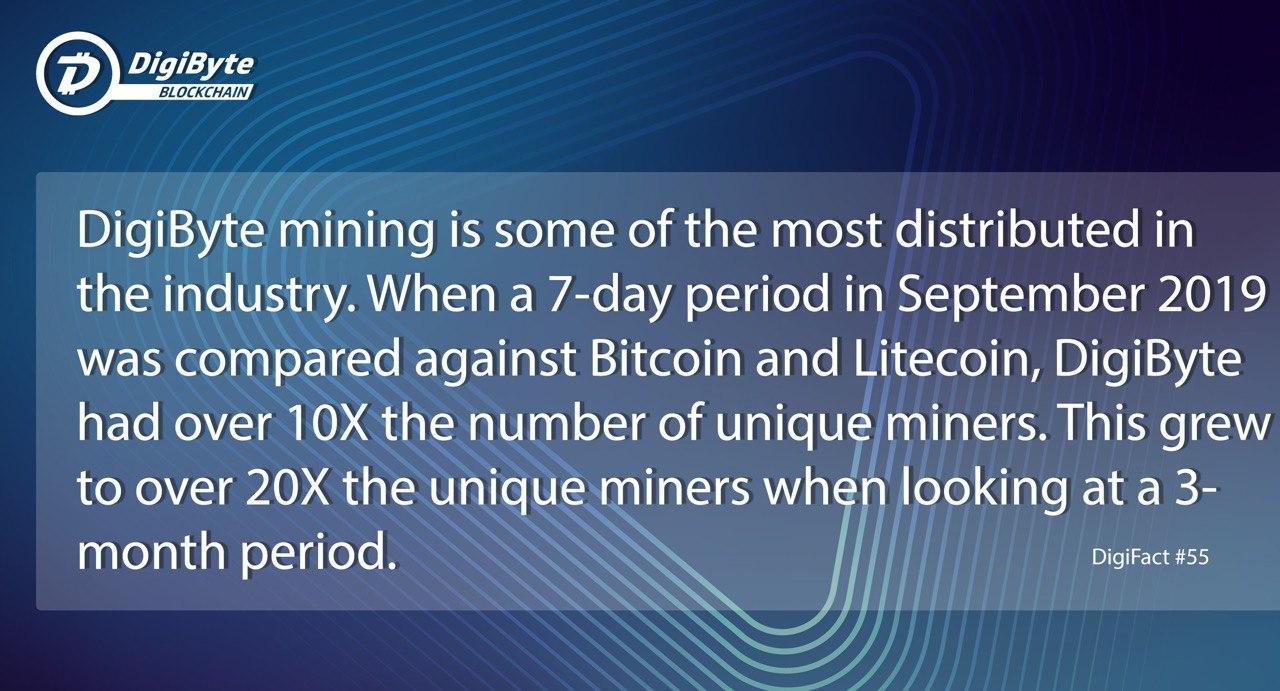 DigiByte
BLOCKCHAIN
DigiByte mining is some of the most distributed in
the industry. When a 7-day period in September 2019
was compared against Bitcoin and Litecoin, DigiByte
had over 10X the number of unique miners. This grew
to over 20X the unique miners when looking at a 3-
month period.
DigiFact #55